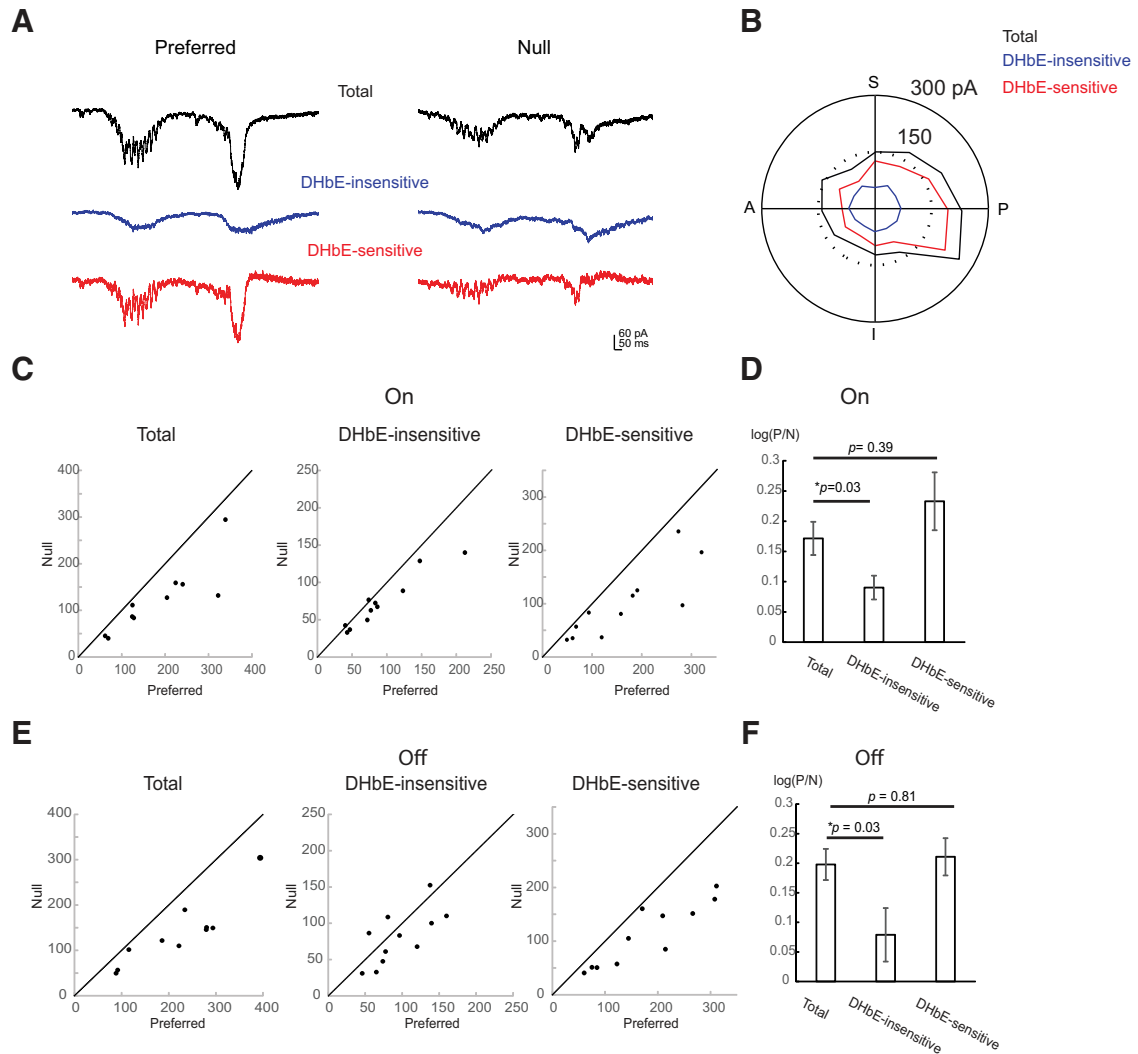 A
Preferred
Null
Total
DHbE-insensitive
DHbE-sensitive
60 pA
50 ms
B
Total
DHbE-insensitive
DHbE-sensitive
S
300 pA
150
A
P
I
C
On
Total
DHbE-insensitive
DHbE-sensitive
400
300
200
100
0
Null
0
100
200
300
400
Preferred
250
200
150
100
50
0
Null
0
50
100
150
200
250
Preferred
300
200
100
0
Null
0
100
200
300
Preferred
D
On
log(P/N)
p= 0.39
*p=0.03
0.3
0.25
0.2
0.15
0.1
0.05
0
Total
DHbE-insensitive
DHbE-sensitive
E
Off
Total
DHbE-insensitive
DHbE-sensitive
400
300
200
100
0
Null
0
100
200
300
400
Preferred
250
200
150
100
50
0
Null
0
50
100
150
200
250
Preferred
300
200
100
0
Null
0
100
200
300
Preferred
F
Off
log(P/N)
p = 0.81
*p = 0.03
0.3
0.25
0.2
0.15
0.1
0.05
0
Total
DHbE-insensitive
DHbE-sensitive